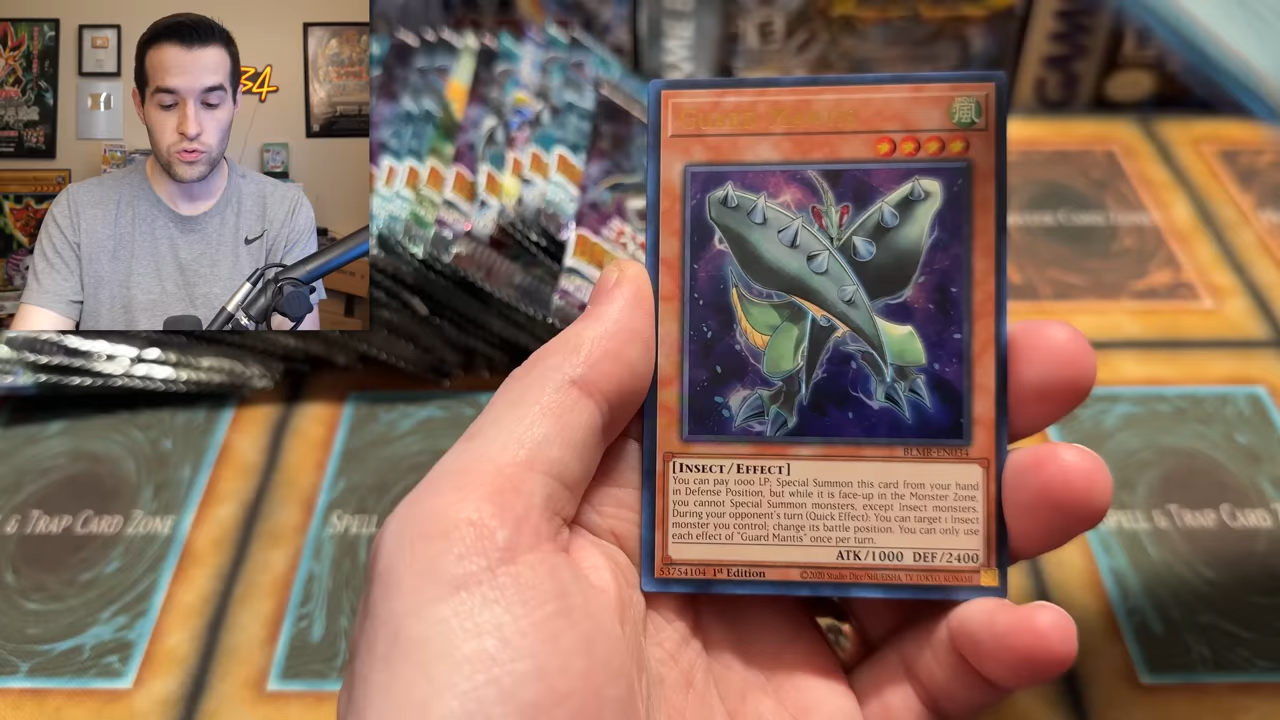 34
GUARD MANTIS
BLMR-EN034
[INSECT/EFFECT]
You can pay 1000 LP; Special Summon this card from your hand
in Defense Position, but while it is face-up in the Monster Zone,
you cannot Special Summon monsters, except Insect monsters.
During your opponent's turn (Quick Effect): You can target 1 Insect
monster you control; change its battle position. You can only use
each effect of "Guard Mantis" once per turn.
ATK/1000 DEF/2400
53754104 1st Edition ©2020 Studio Dice/SHUEISHA, TV TOKYO, KONAMI
& TRAP CARD ZONE
SPELL
SPELL & TRAP CARD
GAME